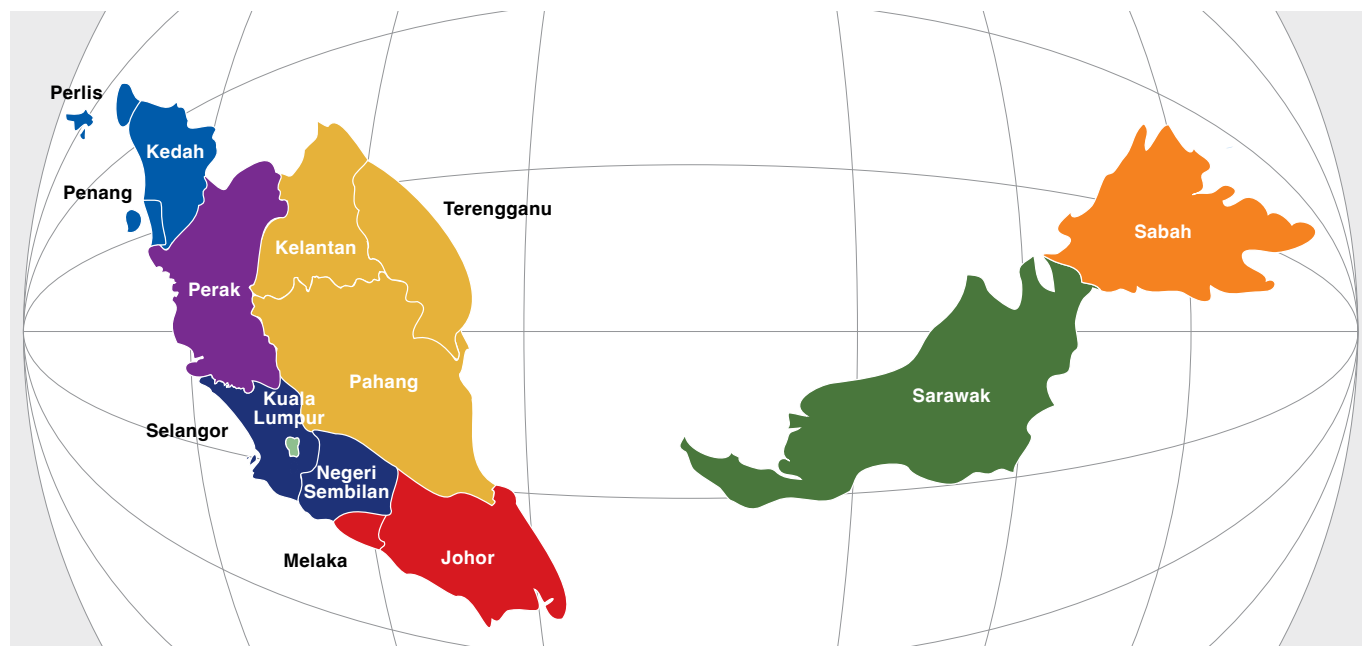 Perlis
Kedah
Penang
Terengganu
Kelantan
Perak
Pahang
Kuala
Lumpur
Selangor
Negeri
Sembilan
Melaka
Johor
Sabah
Sarawak